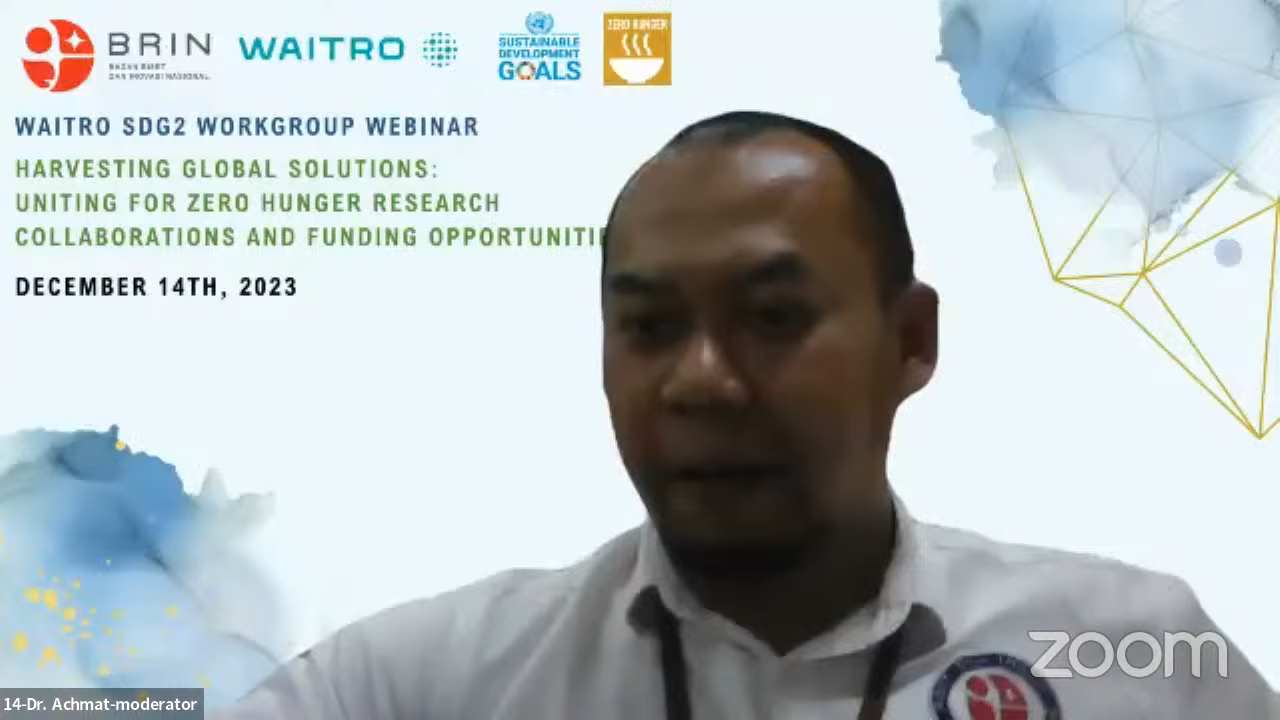 BRIN
BADAN RISET
DAN INOVASI NASIONAL
WAITRO
SUSTAINABLE
DEVELOPMENT
GOALS
ZERO HUNGER
WAITRO SDG2 WORKGROUP WEBINAR
HARVESTING GLOBAL SOLUTIONS:
UNITING FOR ZERO HUNGER RESEARCH
COLLABORATIONS AND FUNDING OPPORTUNITI
DECEMBER 14TH, 2023
zoom
14-Dr. Achmat-moderator